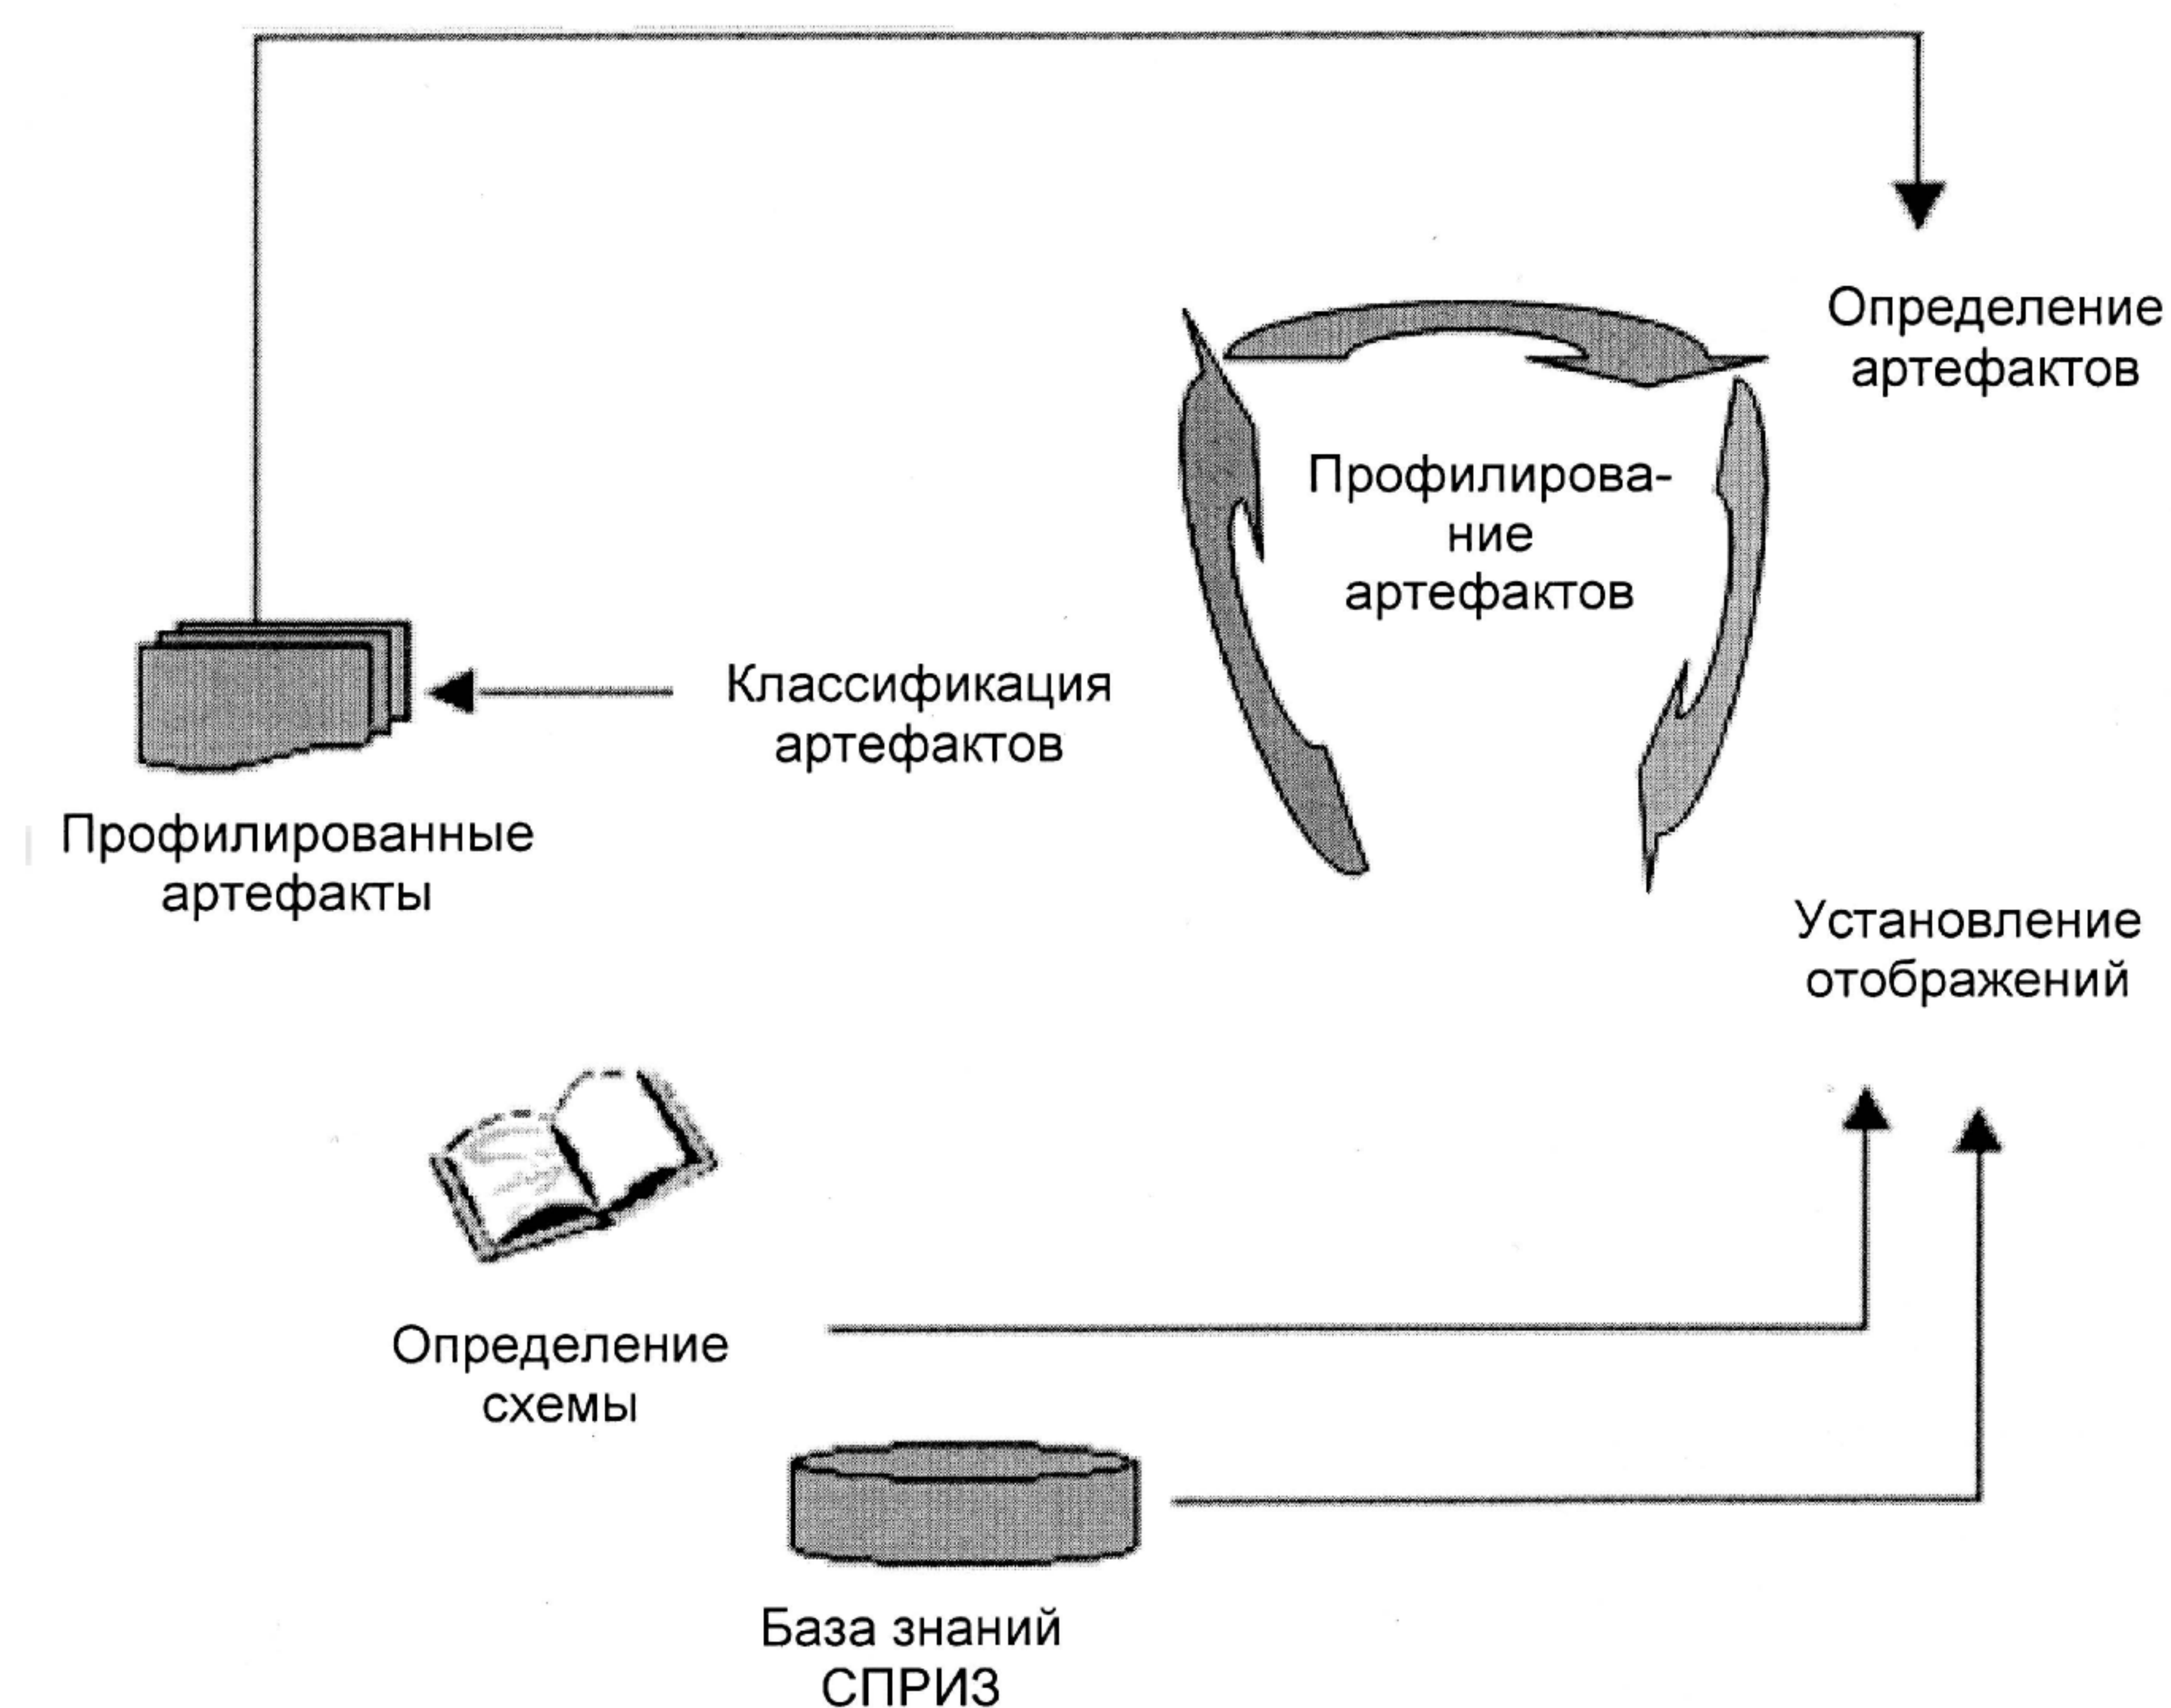 Определение
артефактов
Профилирова-
ние
артефактов
Классификация
артефактов
Профилированные
артефакты
Установление
отображений
Определение
схемы
База знаний
СПРИЗ